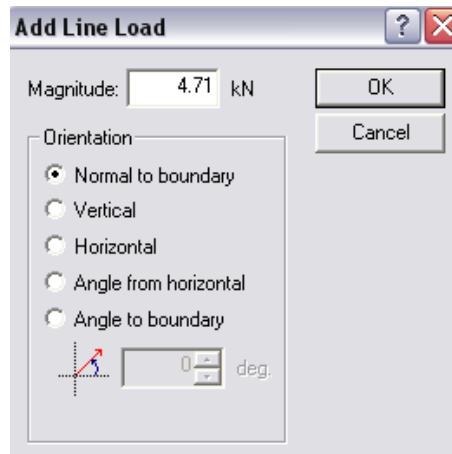 Add Line Load
?
Magnitude: 4.71 kN
OK
Cancel
Orientation
Normal to boundary
Vertical
Horizontal
Angle from horizontal
Angle to boundary
0 deg.